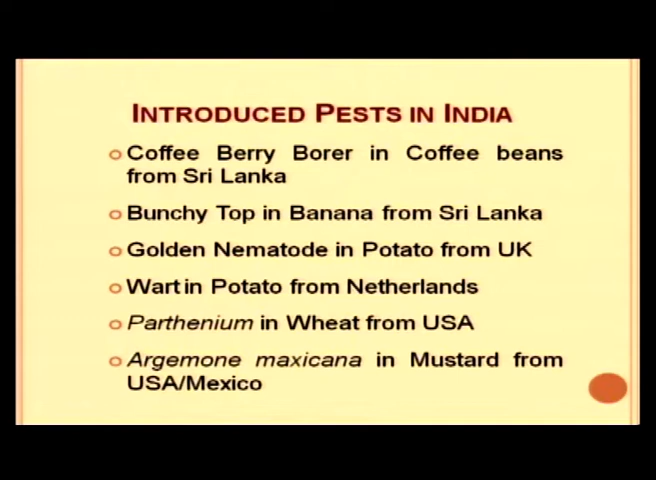 INTRODUCED PESTS IN INDIA
Coffee Berry Borer in Coffee beans
from Sri Lanka
Bunchy Top in Banana from Sri Lanka
Golden Nematode in Potato from UK
Wart in Potato from Netherlands
Parthenium in Wheat from USA
Argemone maxicana in Mustard from
USA/Mexico